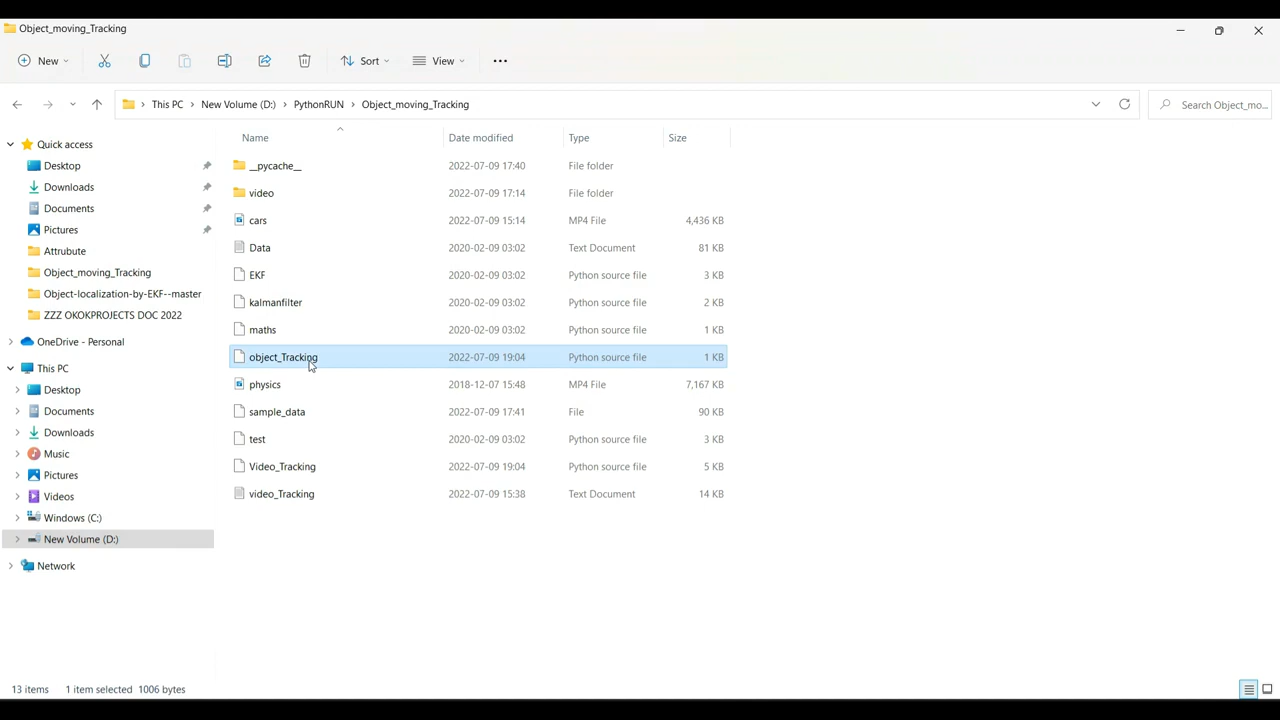 Object_moving_Tracking
New
Sort
View
This PC > New Volume (D:) > PythonRUN > Object_moving_Tracking
Search Object_mo...
Name Date modified Type Size
Quick access
Desktop
Downloads
Documents
Pictures
Attrubute
Object_moving_Tracking
Object-localization-by-EKF--master
ZZZ OKOKPROJECTS DOC 2022
OneDrive - Personal
This PC
Desktop
Documents
Downloads
Music
Pictures
Videos
Windows (C:)
New Volume (D:)
Network
__pycache__ 2022-07-09 17:40 File folder
video 2022-07-09 17:14 File folder
cars 2022-07-09 15:14 MP4 File 4,436 KB
Data 2020-02-09 03:02 Text Document 81 KB
EKF 2020-02-09 03:02 Python source file 3 KB
kalmanfilter 2020-02-09 03:02 Python source file 2 KB
maths 2020-02-09 03:02 Python source file 1 KB
object_Tracking 2022-07-09 19:04 Python source file 1 KB
physics 2018-12-07 15:48 MP4 File 7,167 KB
sample_data 2022-07-09 17:41 File 90 KB
test 2020-02-09 03:02 Python source file 3 KB
Video_Tracking 2022-07-09 19:04 Python source file 5 KB
video_Tracking 2022-07-09 15:38 Text Document 14 KB
13 items 1 item selected 1006 bytes